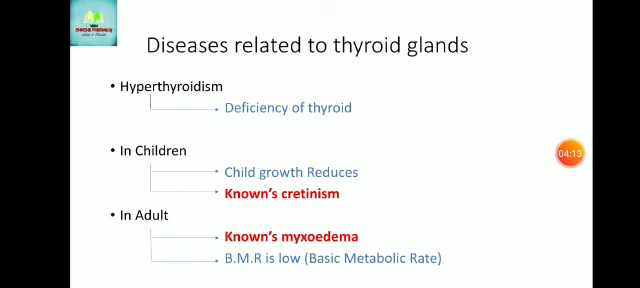 Diseases related to thyroid glands
• Hyperthyroidism
Deficiency of thyroid
• In Children
Child growth Reduces
Known's cretinism
• In Adult
Known's myxoedema
B.M.R is low (Basic Metabolic Rate)
04:13